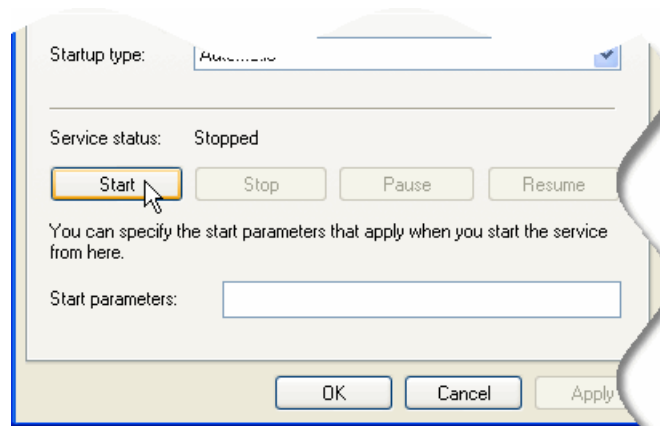 Startup type:
Service status: Stopped
Start Stop Pause Resume
You can specify the start parameters that apply when you start the service
from here.
Start parameters:
OK Cancel Apply